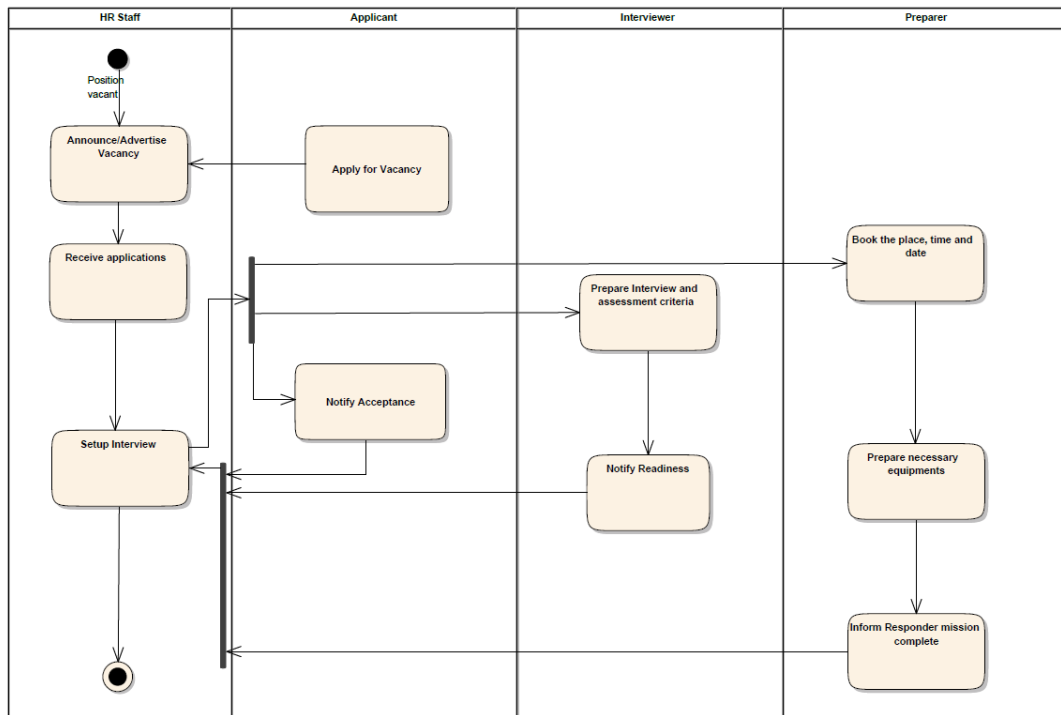 HR Staff
Applicant
Interviewer
Preparer
Position
vacant
Announce/Advertise
Vacancy
Apply for Vacancy
Receive applications
Book the place, time and
date
Prepare Interview and
assessment criteria
Notify Acceptance
Setup Interview
Notify Readiness
Prepare necessary
equipments
Inform Responder mission
complete